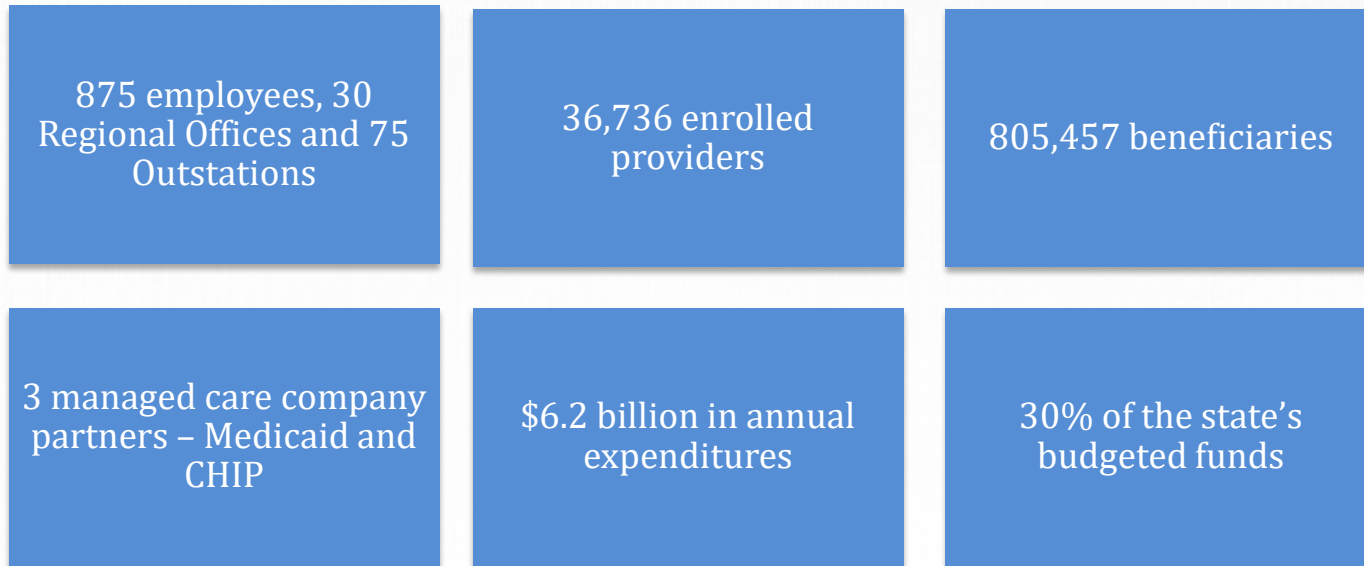 875 employees, 30
Regional Offices and 75
Outstations
36,736 enrolled
providers
805,457 beneficiaries
3 managed care company
partners – Medicaid and
CHIP
$6.2 billion in annual
expenditures
30% of the state’s
budgeted funds